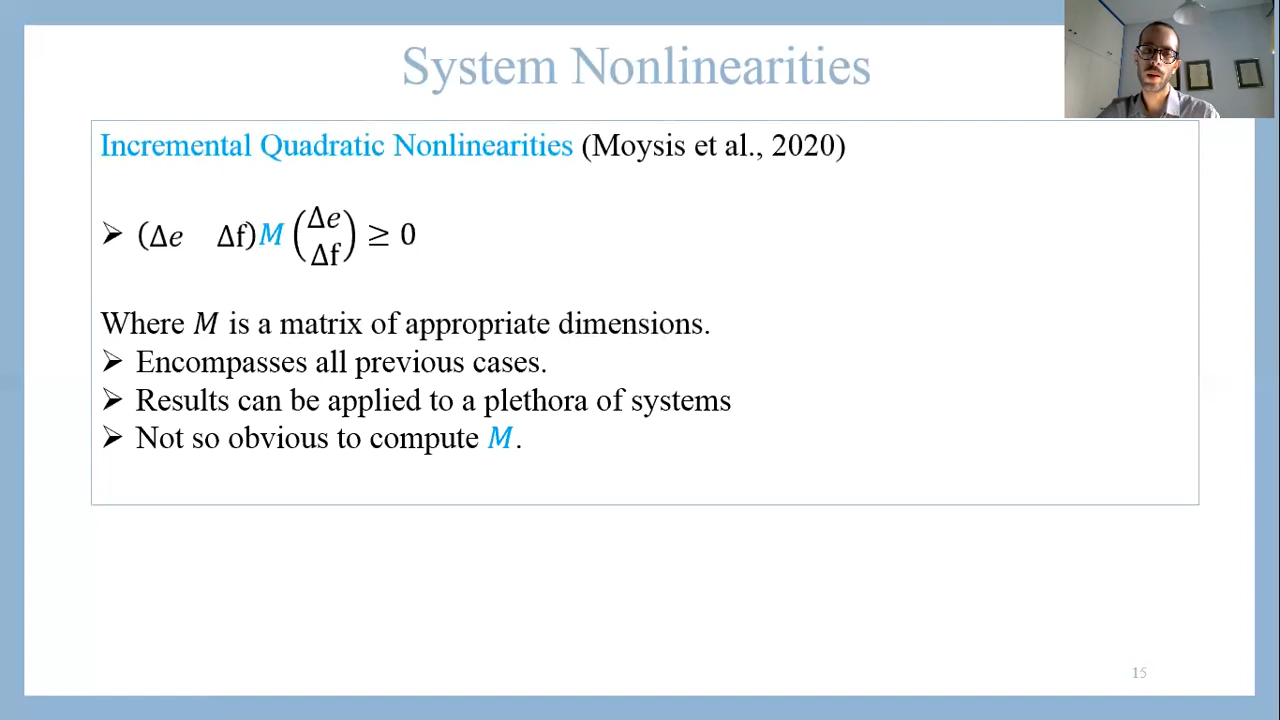 System Nonlinearities
Incremental Quadratic Nonlinearities (Moysis et al., 2020)
➢ (Δe Δf)M(Δe
Δf) ≥ 0
Where M is a matrix of appropriate dimensions.
➢ Encompasses all previous cases.
➢ Results can be applied to a plethora of systems
➢ Not so obvious to compute M.
15